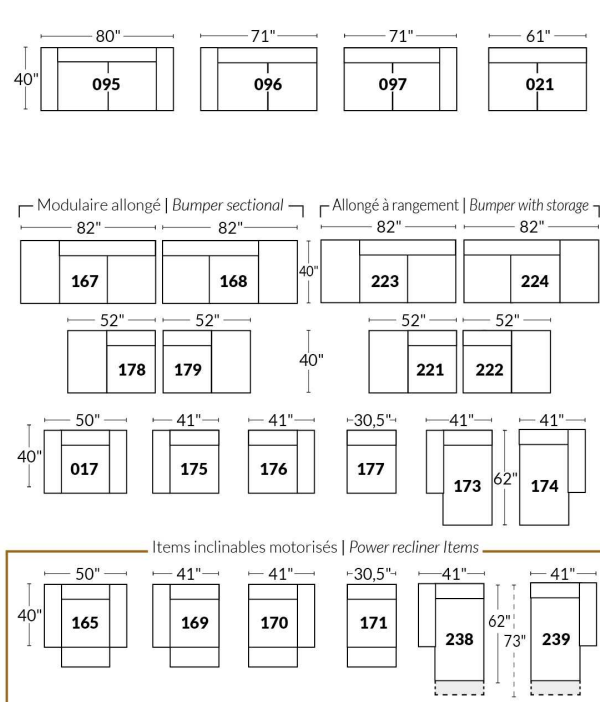 80" 71" 71" 61"
40" 095 096 097 021
Modulaire allongé | Bumper sectional Allongé à rangement | Bumper with storage
82" 82" 82" 82"
167 168 40" 223 224
52" 52" 52" 52"
178 179 40" 221 222
50" 41" 41" 30,5" 41" 41"
40" 017 175 176 177 173 62" 174
Items inclinables motorisés | Power recliner Items
50" 41" 41" 30,5" 41" 41"
40" 165 169 170 171 238 62" 73" 239